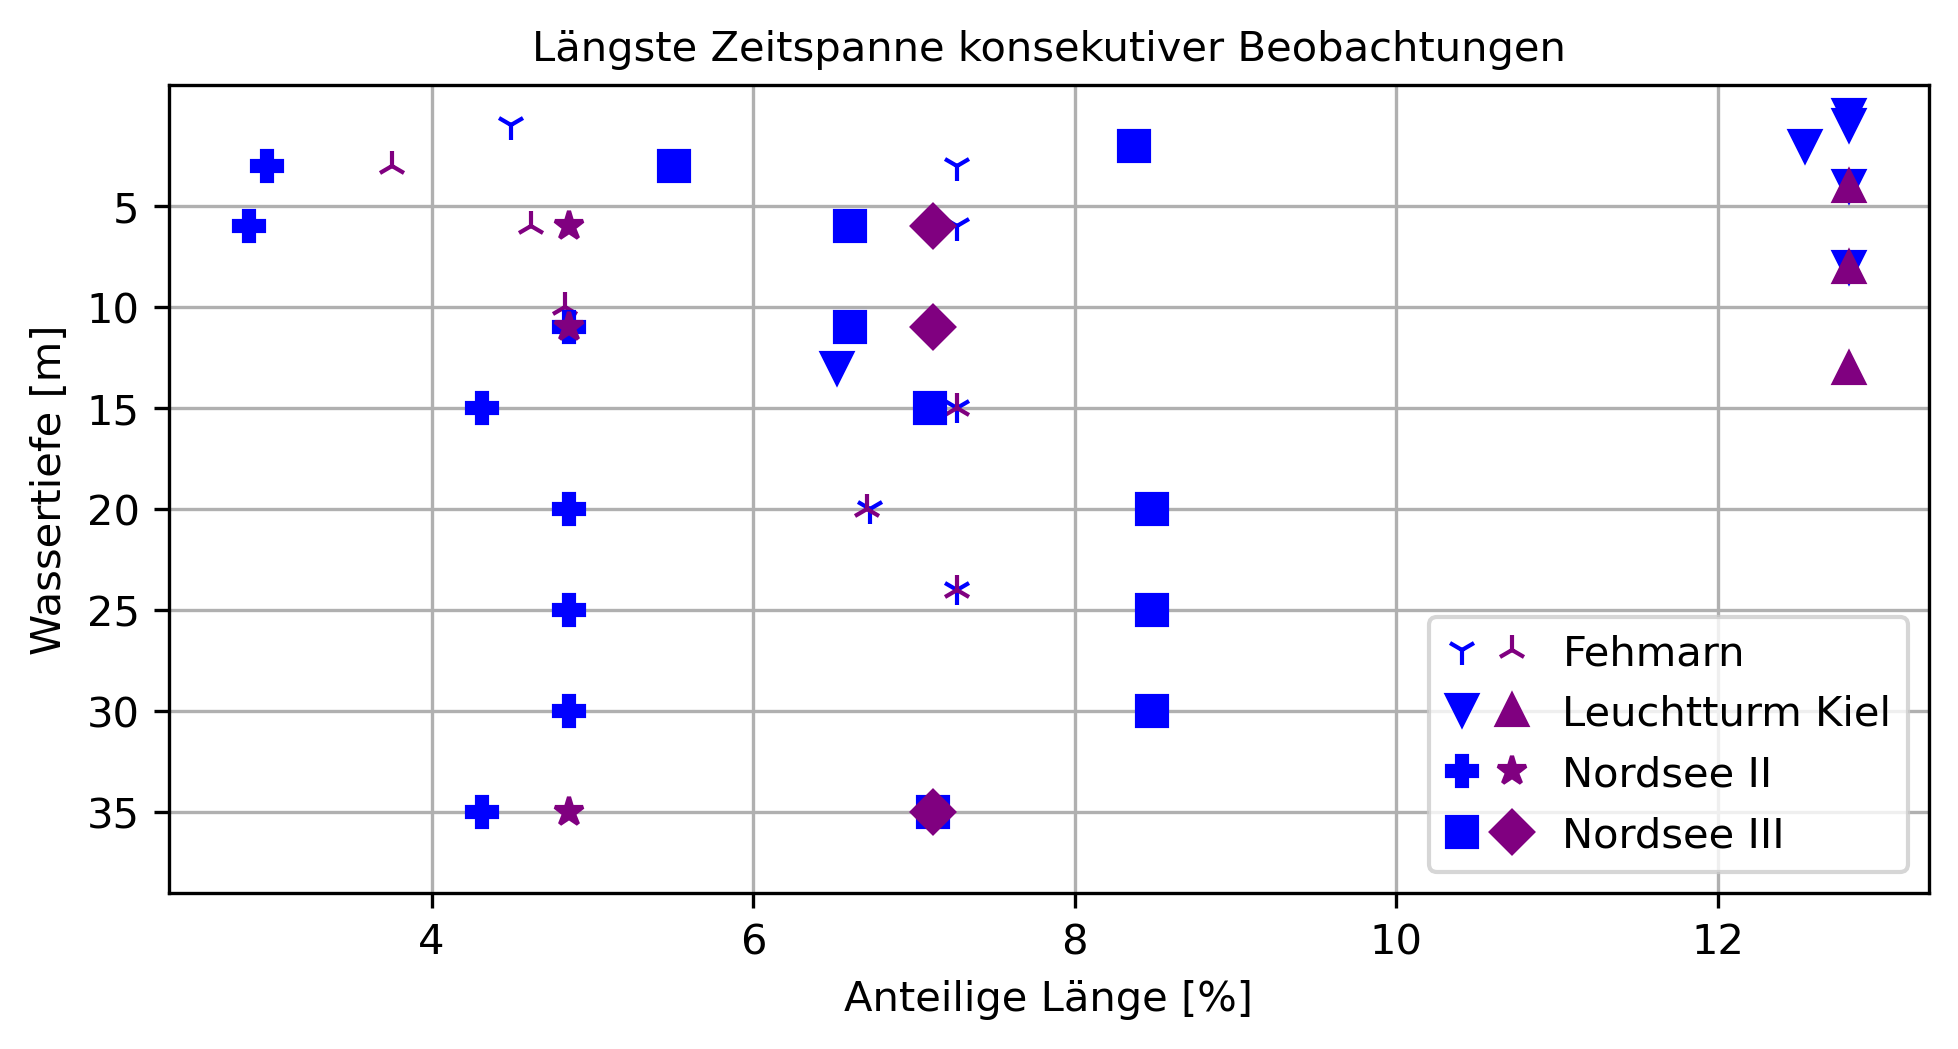 Längste Zeitspanne konsekutiver Beobachtungen
Wassertiefe [m]
5
10
15
20
25
30
35
Fehmarn
Leuchtturm Kiel
Nordsee II
Nordsee III
4 6 8 10 12
Anteilige Länge [%]